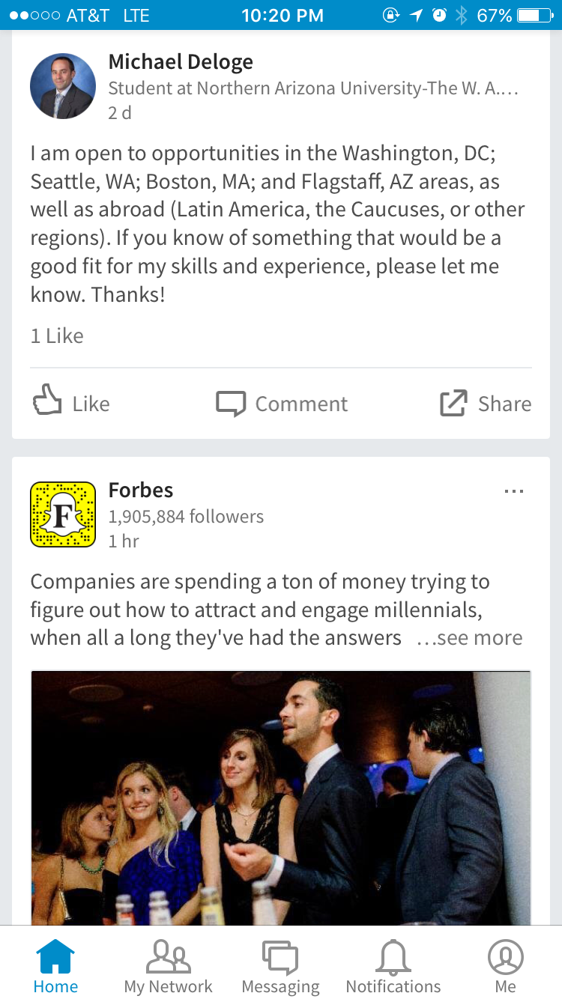 AT&T LTE 10:20 PM 67%
Michael Deloge
Student at Northern Arizona University-The W. A....
2 d
I am open to opportunities in the Washington, DC;
Seattle, WA; Boston, MA; and Flagstaff, AZ areas, as
well as abroad (Latin America, the Caucuses, or other
regions). If you know of something that would be a
good fit for my skills and experience, please let me
know. Thanks!
1 Like
Like Comment Share
F
Forbes
1,905,884 followers
1 hr
Companies are spending a ton of money trying to
figure out how to attract and engage millennials,
when all a long they've had the answers ...see more
Home My Network Messaging Notifications Me